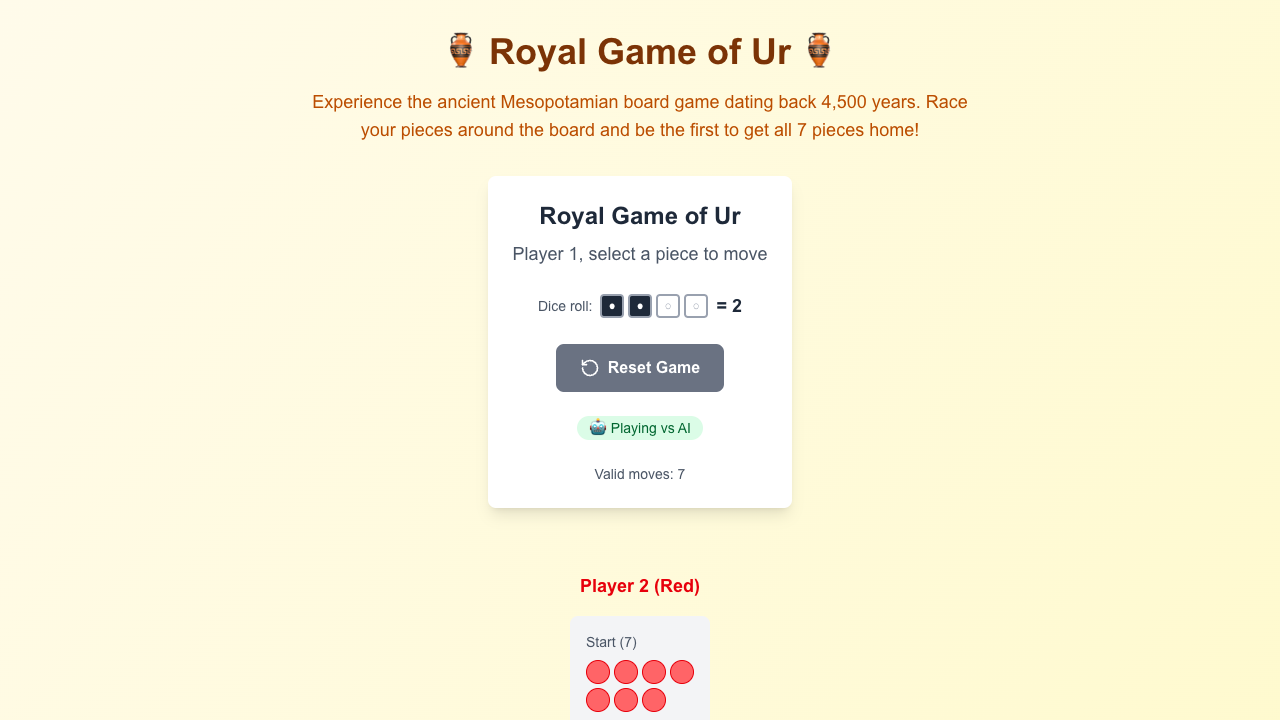 🏺 Royal Game of Ur 🏺
Experience the ancient Mesopotamian board game dating back 4,500 years. Race
your pieces around the board and be the first to get all 7 pieces home!
Royal Game of Ur
Player 1, select a piece to move
Dice roll: ● ● ○ ○ = 2
Reset Game
🤖 Playing vs AI
Valid moves: 7
Player 2 (Red)
Start (7)